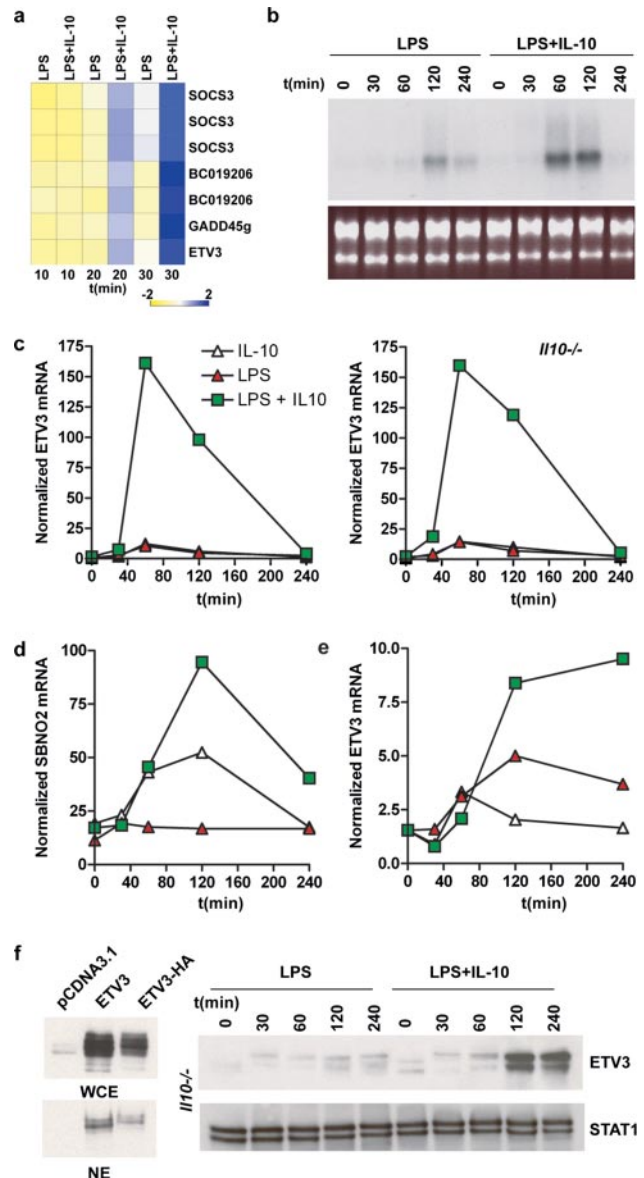 a
LPS
LPS+IL-10
LPS
LPS+IL-10
LPS
LPS+IL-10
SOCS3
SOCS3
SOCS3
BC019206
BC019206
GADD45g
ETV3
10 10 20 20 30 30
t(min)
-2 2
b
LPS LPS+IL-10
t(min) 0 30 60 120 240 0 30 60 120 240
c
Normalized ETV3 mRNA
175
150
125
100
75
50
25
0
0 40 80 120 160 200 240
t(min)
IL-10
LPS
LPS + IL10
Il10-/-
Normalized ETV3 mRNA
175
150
125
100
75
50
25
0
0 40 80 120 160 200 240
t(min)
d
Normalized SBNO2 mRNA
100
75
50
25
0
0 40 80 120 160 200 240
t(min)
e
Normalized ETV3 mRNA
10.0
7.5
5.0
2.5
0.0
0 40 80 120 160 200 240
t(min)
f
pCDNA3.1
ETV3
ETV3-HA
WCE
NE
LPS LPS+IL-10
t(min)
0 30 60 120 240 0 30 60 120 240
Il10-/-
ETV3
STAT1